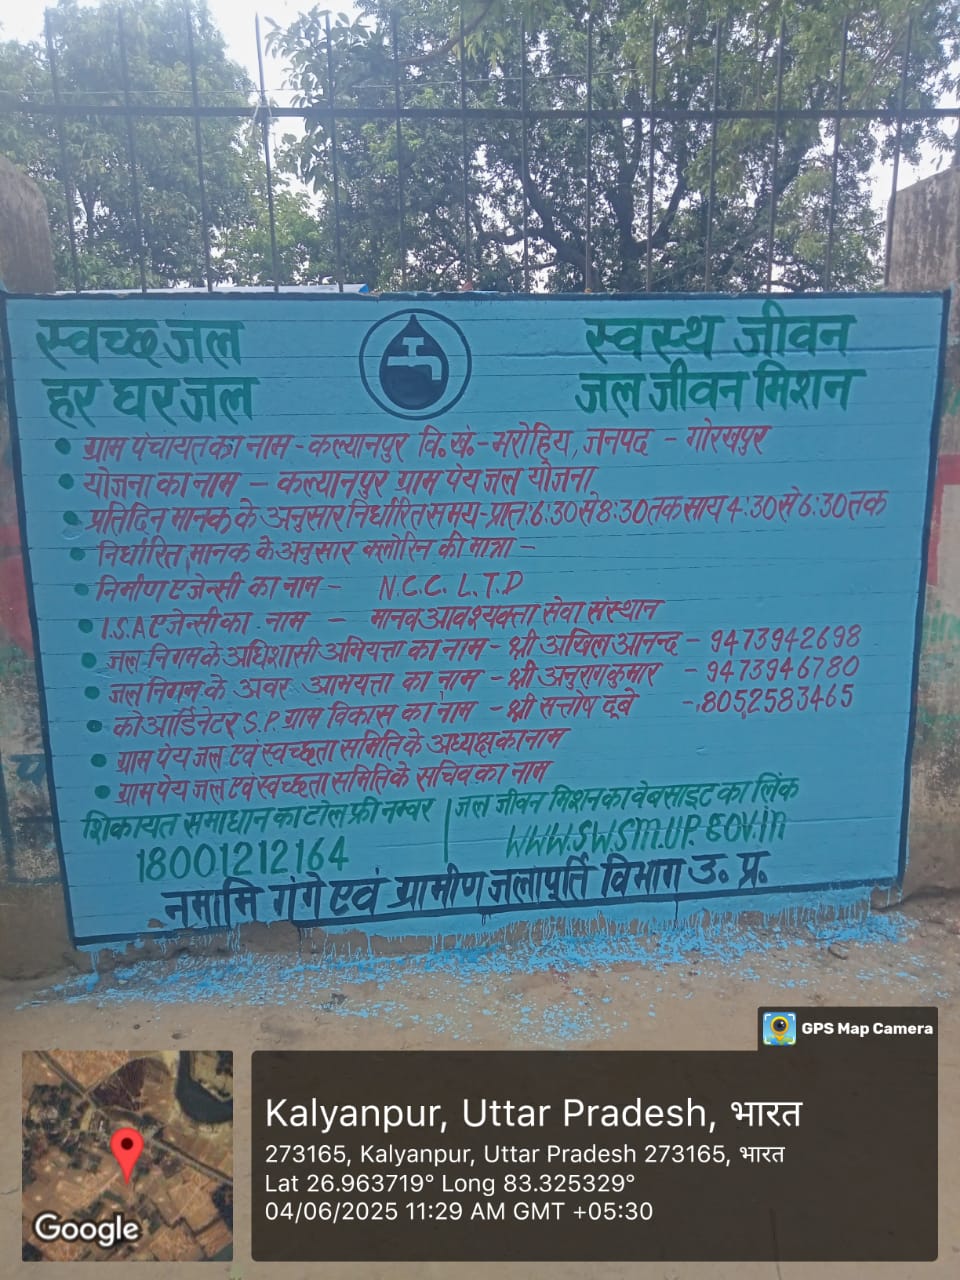 स्वच्छ जल
हर घर जल
स्वस्थ जीवन
जल जीवन मिशन
• ग्राम पंचायत का नाम - कल्यानपुर वि.खं.- भरोहिय, जनपद - गोरखपुर
• योजना का नाम - कल्यानपुर ग्राम पेय जल योजना
• प्रतिदिन मानक के अनुसार निर्धारित समय - प्रातः 6:30 से 8:30 तक साय 4:30 से 6:30 तक
• निर्धारित मानक के अनुसार क्लोरिन की मात्रा -
• निर्माण एजेन्सी का नाम - N.C.C. L.T.D
• I.S.A एजेन्सी का नाम - मानव आवश्यक्ता सेवा संस्थान
• जल निगम के अधिशासी अभियत्ता का नाम - श्री अखिल आनन्द - 9473942698
• जल निगम के अवर अभियत्ता का नाम - श्री अनुराग कुमार - 9473946780
• को आर्डिनेटर S.P. ग्राम विकास का नाम - श्री सत्तोष दूबे - 8052583465
• ग्राम पेय जल एवं स्वच्छता समिति के अध्यक्ष का नाम
• ग्राम पेय जल एवं स्वच्छता समिति के सचिव का नाम
शिकायत समाधान का टोल फ्री नम्बर
18001212164
जल जीवन मिशन का वेबसाइट का लिंक
WWW.SWSM.UP.GOV.in
नमामि गंगे एवं ग्रामीण जलापूर्ति विभाग उ. प्र.
GPS Map Camera
Kalyanpur, Uttar Pradesh, भारत
273165, Kalyanpur, Uttar Pradesh 273165, भारत
Lat 26.963719° Long 83.325329°
04/06/2025 11:29 AM GMT +05:30
Google